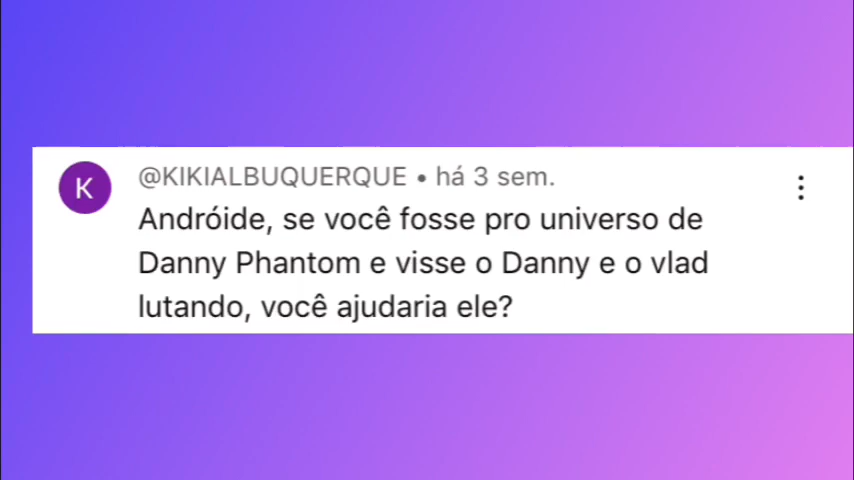 K
@KIKIALBUQUERQUE • há 3 sem.
Andróide, se você fosse pro universo de
Danny Phantom e visse o Danny e o vlad
lutando, você ajudaria ele?